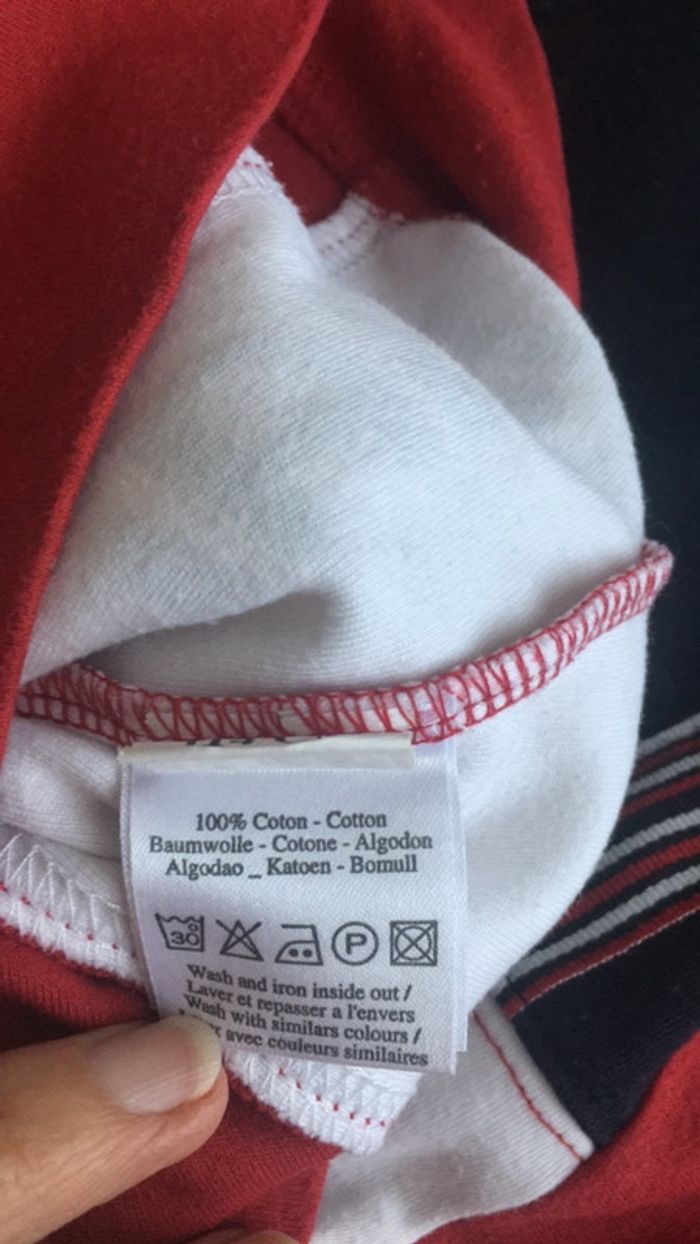 100% Coton - Cotton
Baumwolle - Cotone - Algodon
Algodao _ Katoen - Bomull
30 P
Wash and iron inside out /
Laver et repasser a l'envers
Wash with similars colours /
avec couleurs similaires